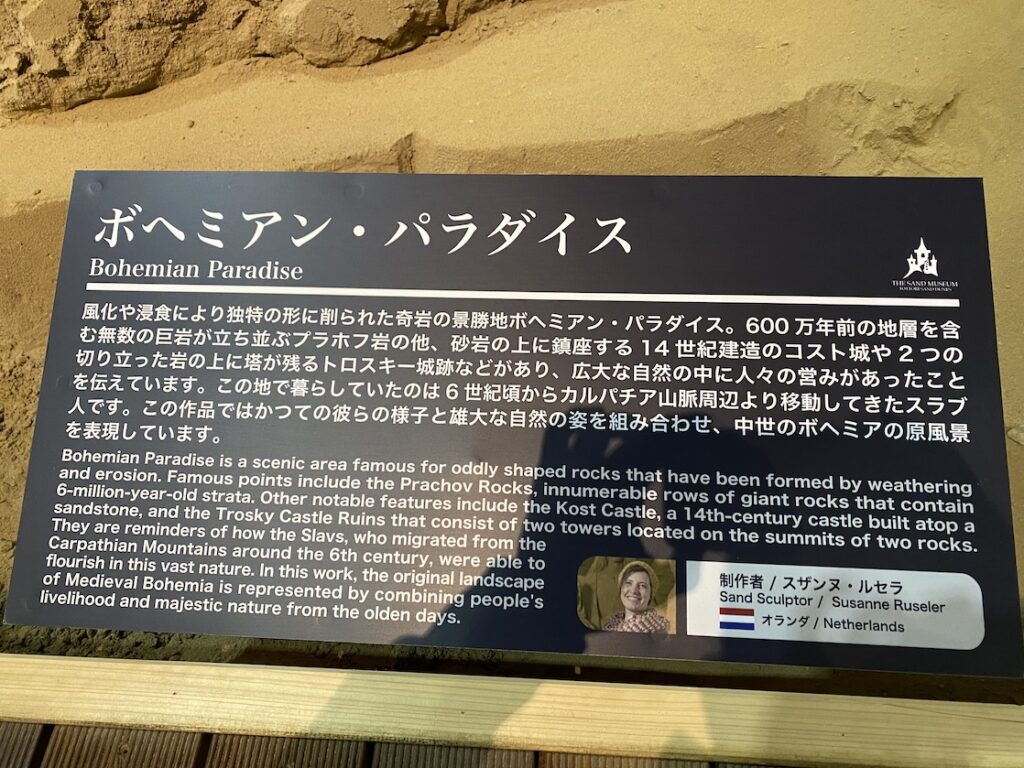 ボヘミアン・パラダイス
Bohemian Paradise
THE SAND MUSEUM
TOTTORI SAND DUNES
風化や浸食により独特の形に削られた奇岩の景勝地ボヘミアン・パラダイス。600 万年前の地層を含
む無数の巨岩が立ち並ぶプラホフ岩の他、砂岩の上に鎮座する 14 世紀建造のコスト城や 2 つの
切り立った岩の上に塔が残るトロスキー城跡などがあり、広大な自然の中に人々の営みがあったこと
を伝えています。この地で暮らしていたのは 6 世紀頃からカルパチア山脈周辺より移動してきたスラブ
人です。この作品ではかつての彼らの様子と雄大な自然の姿を組み合わせ、中世のボヘミアの原風景
を表現しています。
Bohemian Paradise is a scenic area famous for oddly shaped rocks that have been formed by weathering
and erosion. Famous points include the Prachov Rocks, innumerable rows of giant rocks that contain
6-million-year-old strata. Other notable features include the Kost Castle, a 14th-century castle built atop a
sandstone, and the Trosky Castle Ruins that consist of two towers located on the summits of two rocks.
They are reminders of how the Slavs, who migrated from the
Carpathian Mountains around the 6th century, were able to
flourish in this vast nature. In this work, the original landscape
of Medieval Bohemia is represented by combining people's
livelihood and majestic nature from the olden days.
制作者 / スザンヌ・ルセラ
Sand Sculptor / Susanne Ruseler
オランダ / Netherlands